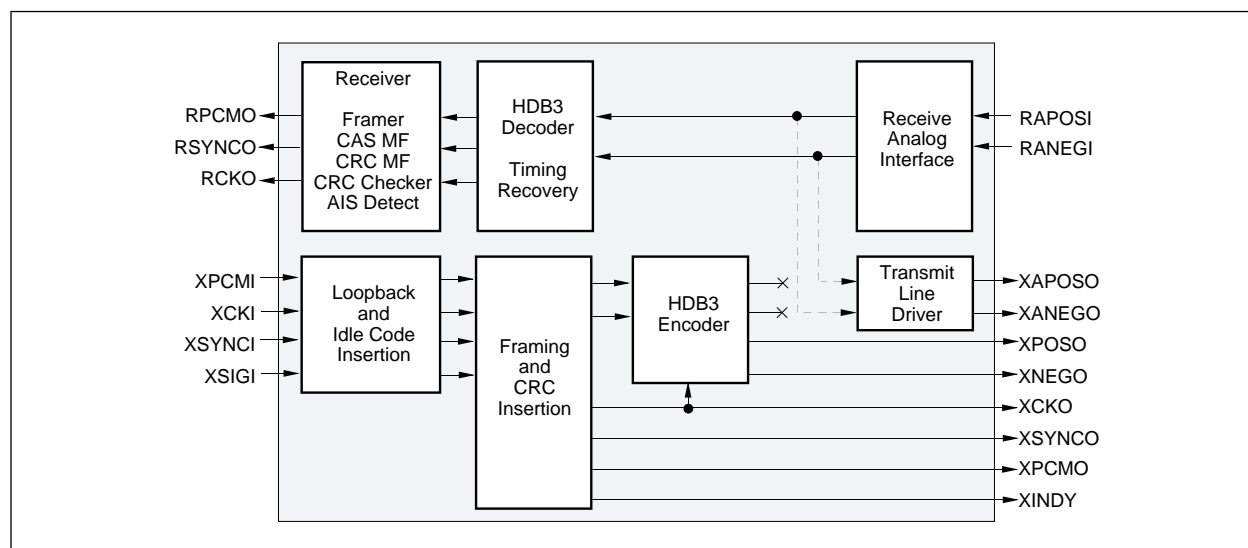 RPCMO
RSYNCO
RCKO
Receiver
Framer
CAS MF
CRC MF
CRC Checker
AIS Detect
HDB3
Decoder
Timing
Recovery
Receive
Analog
Interface
RAPOSI
RANEGI
XPCMI
XCKI
XSYNCI
XSIGI
Loopback
and
Idle Code
Insertion
Framing
and
CRC
Insertion
HDB3
Encoder
Transmit
Line
Driver
XAPOSO
XANEGO
XPOSO
XNEGO
XCKO
XSYNCO
XPCMO
XINDY